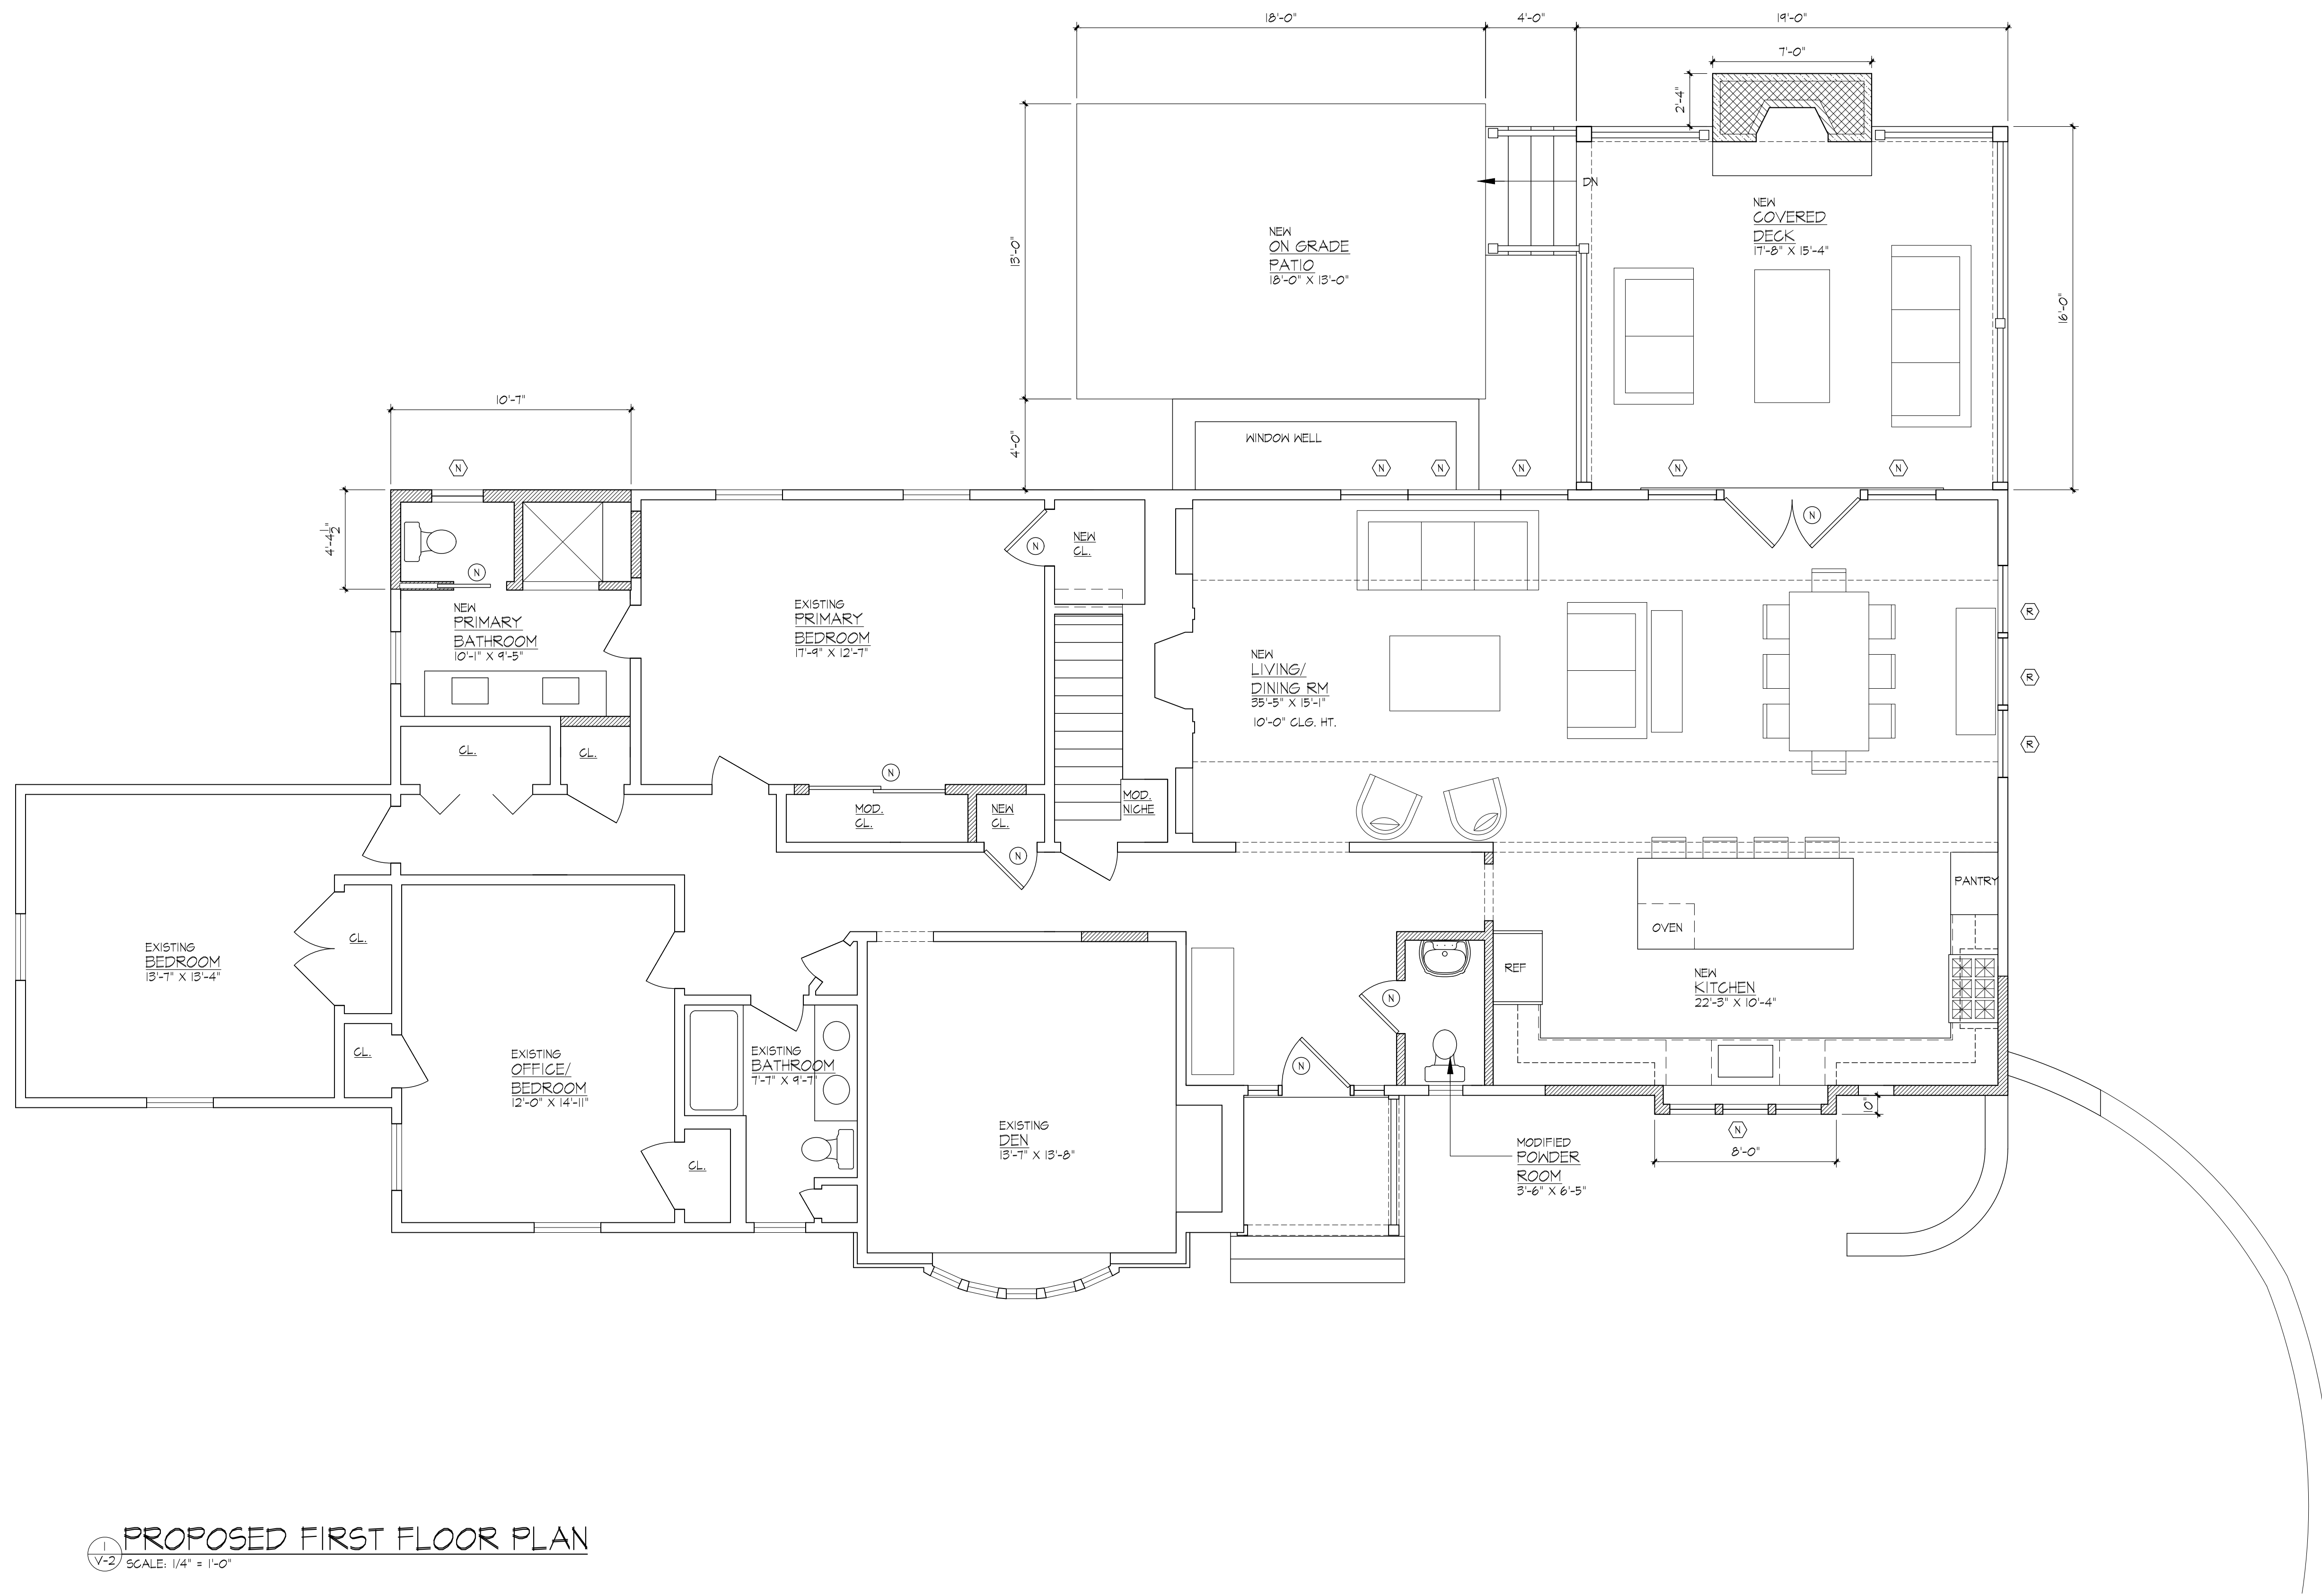 18'-0"
4'-0"
19'-0"
7'-0"
2'-4"
DN
NEW
COVERED
DECK
17'-8" X 15'-4"
NEW
ON GRADE
PATIO
18'-0" X 13'-0"
13'-0"
16'-0"
10'-7"
4'-0"
WINDOW WELL
N
N
N
N
N
N
4'-4 1/2"
N
N
N
NEW
CL.
NEW
PRIMARY
BATHROOM
10'-1" X 9'-5"
EXISTING
PRIMARY
BEDROOM
17'-9" X 12'-7"
NEW
LIVING/
DINING RM
35'-5" X 15'-1"
10'-0" CLG. HT.
R
R
R
CL.
CL.
N
MOD.
CL.
NEW
CL.
MOD.
NICHE
N
PANTRY
OVEN
CL.
EXISTING
BEDROOM
13'-7" X 13'-4"
REF
NEW
KITCHEN
22'-3" X 10'-4"
N
CL.
EXISTING
OFFICE/
BEDROOM
12'-0" X 14'-11"
EXISTING
BATHROOM
7'-7" X 9'-7"
N
EXISTING
DEN
13'-7" X 13'-8"
N
8'-0"
MODIFIED
POWDER
ROOM
3'-6" X 6'-5"
CL.
1
V-2
PROPOSED FIRST FLOOR PLAN
SCALE: 1/4" = 1'-0"